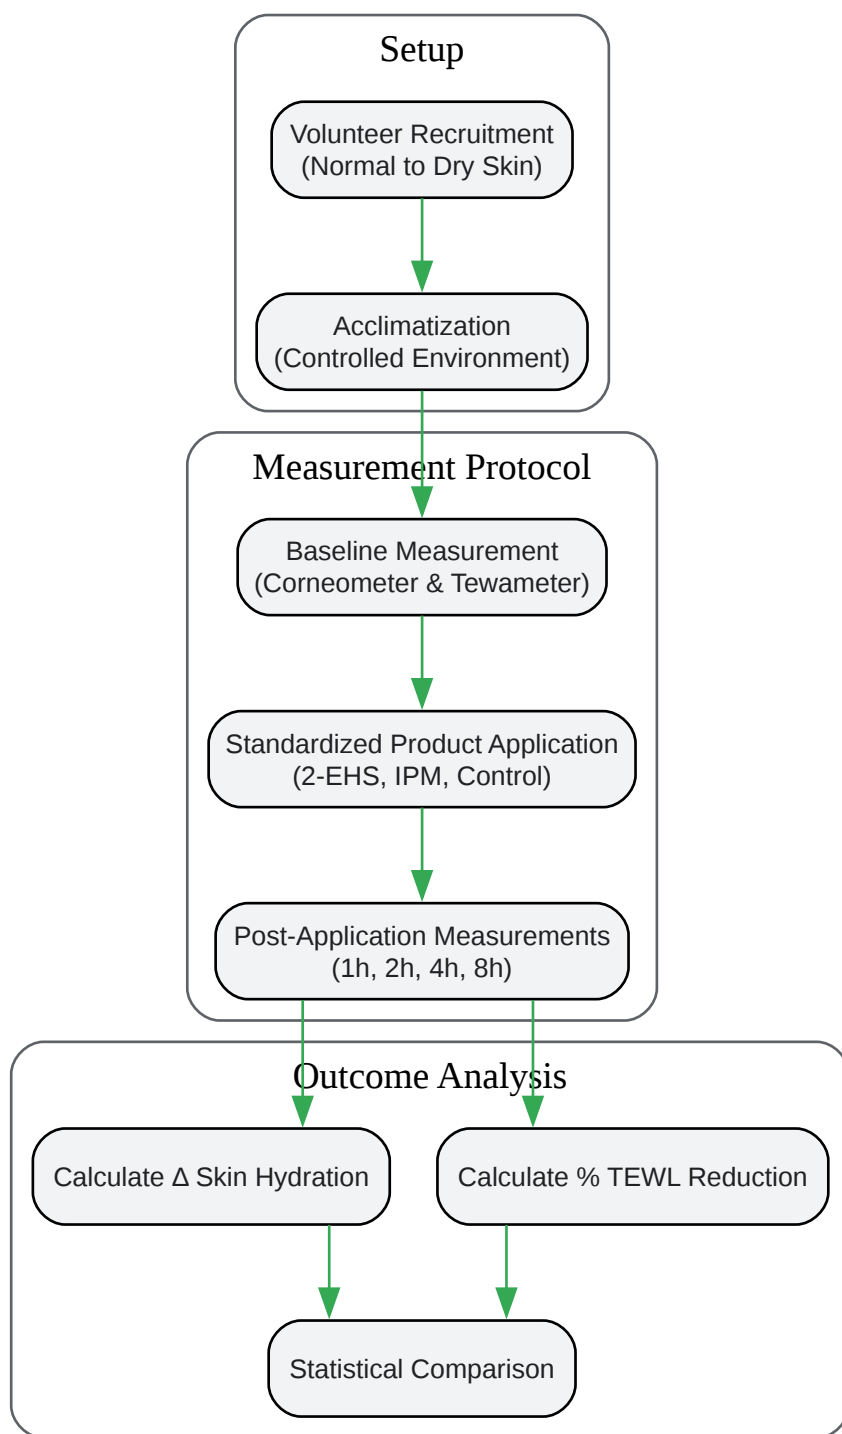 Setup
Volunteer Recruitment
(Normal to Dry Skin)
Acclimatization
(Controlled Environment)
Measurement Protocol
Baseline Measurement
(Corneometer & Tewameter)
Standardized Product Application
(2-EHS, IPM, Control)
Post-Application Measurements
(1h, 2h, 4h, 8h)
Outcome Analysis
Calculate Δ Skin Hydration
Calculate % TEWL Reduction
Statistical Comparison